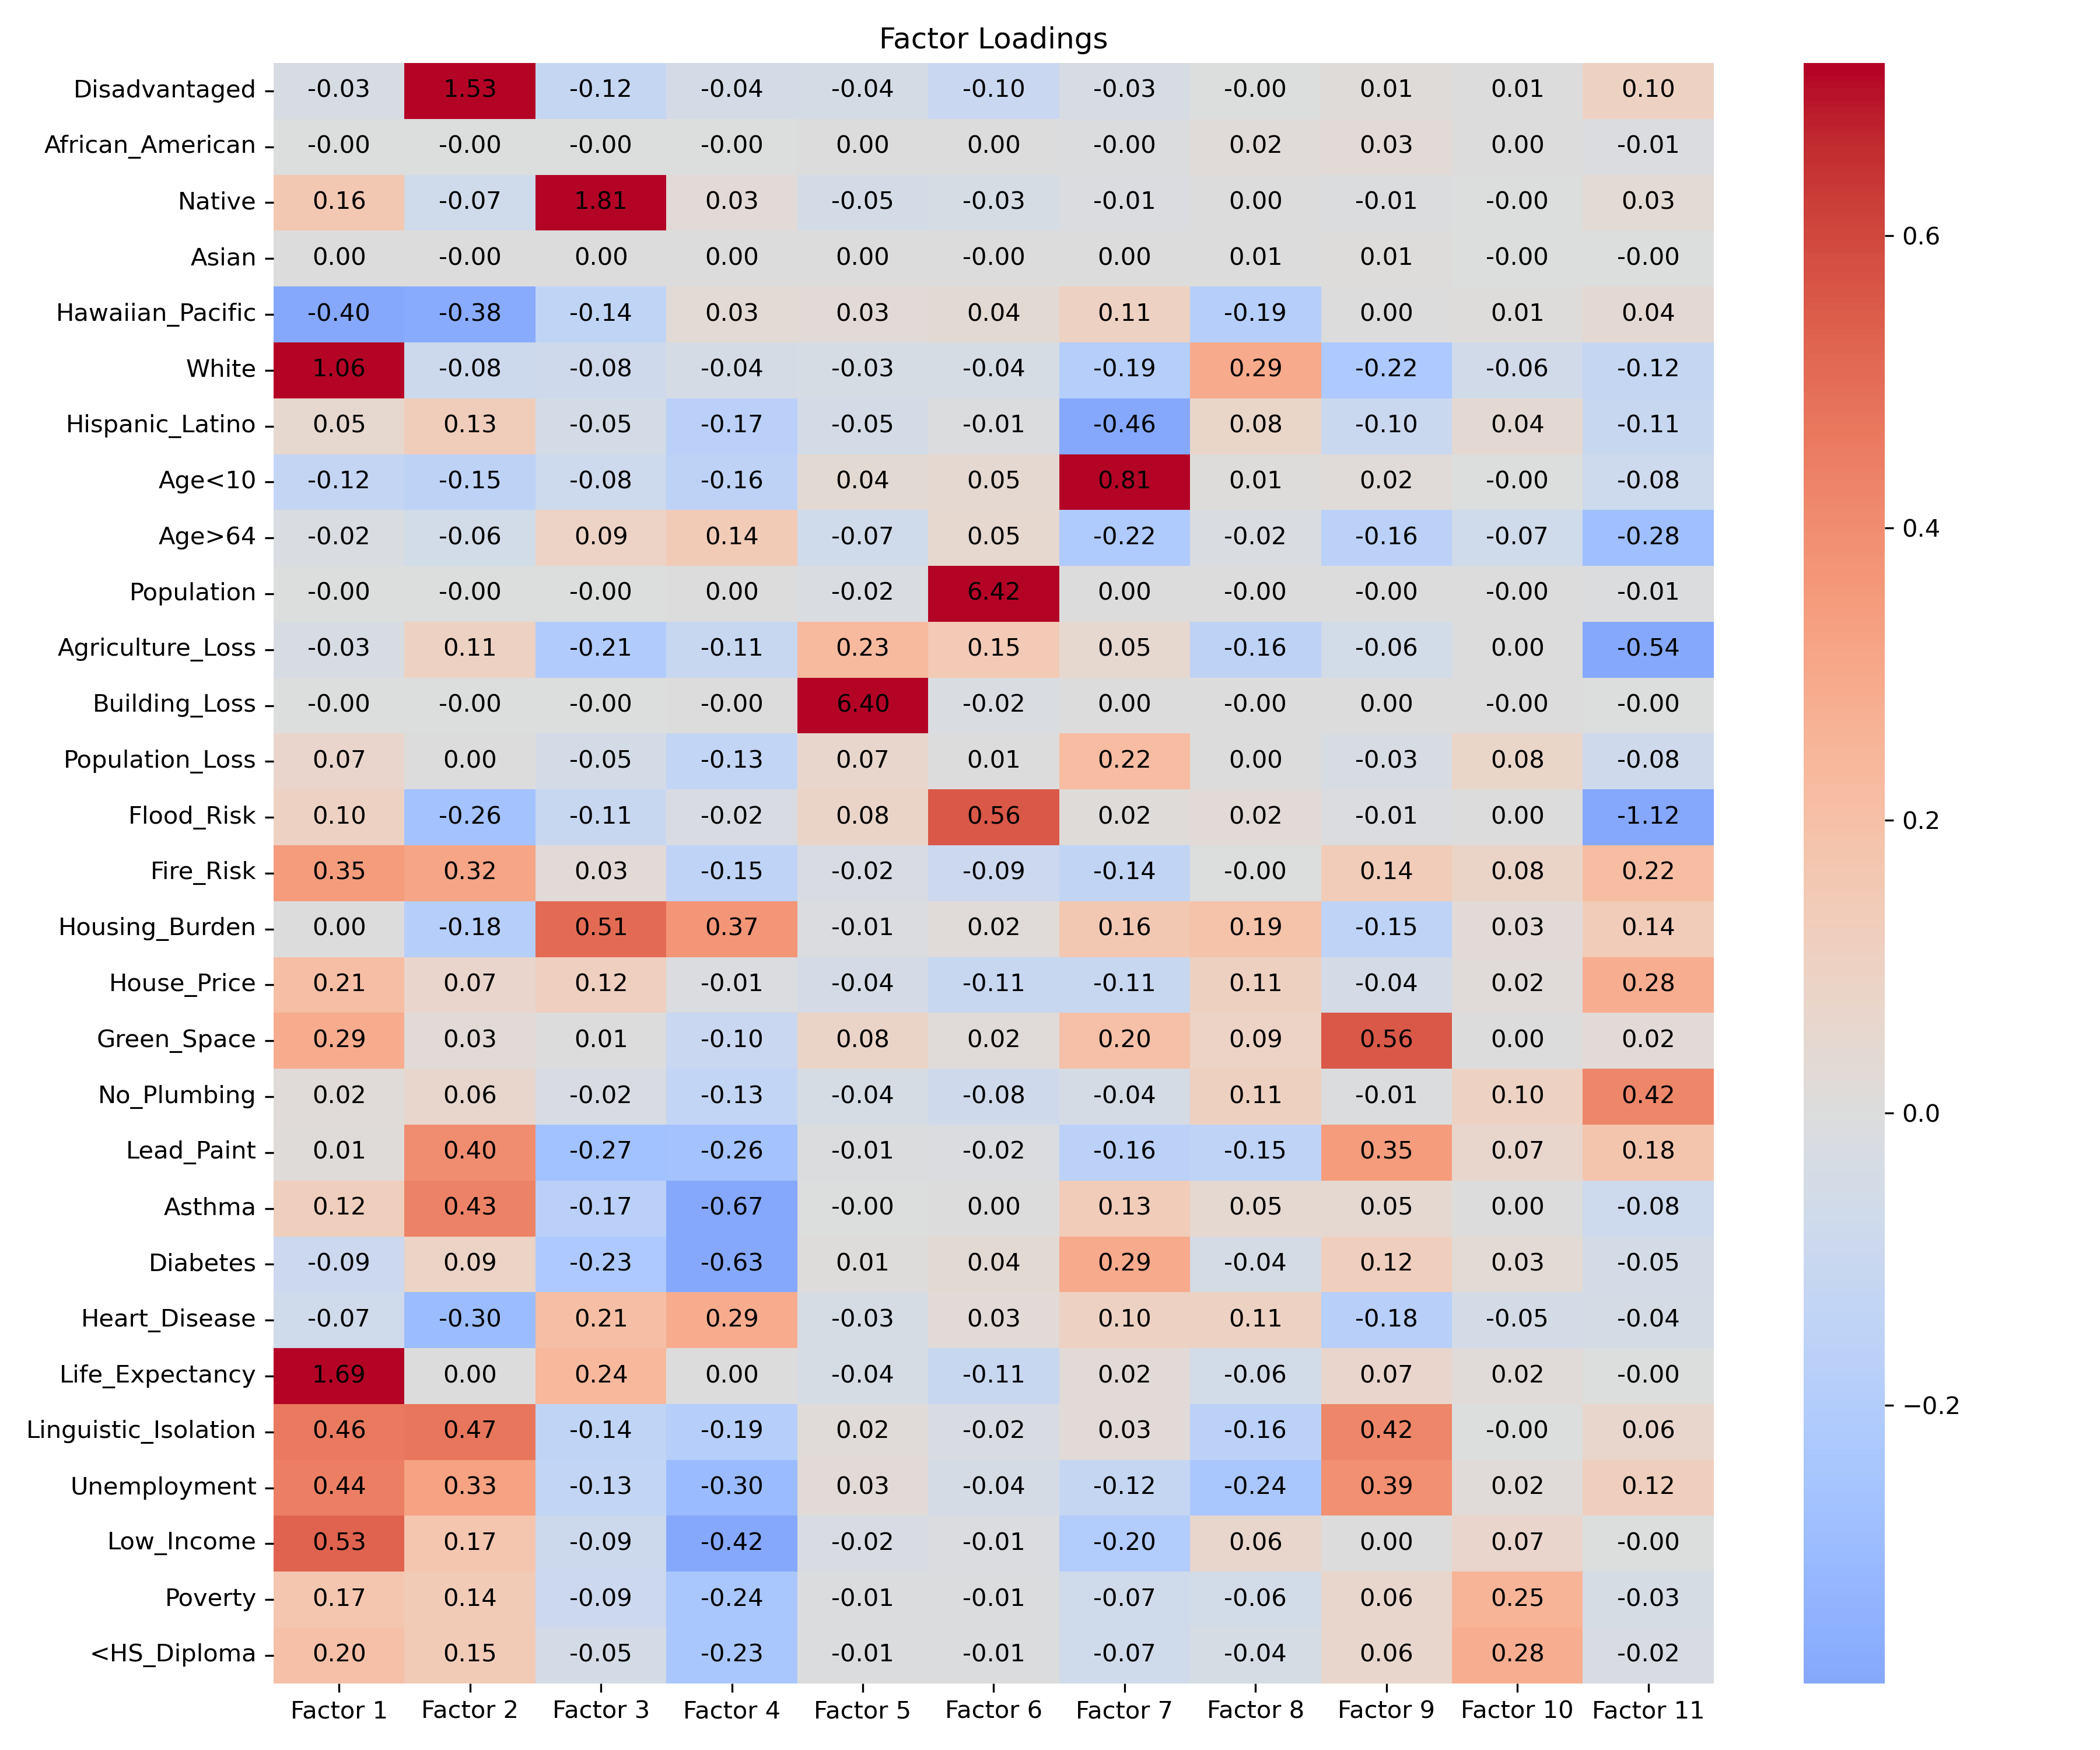 Factor Loadings
Disadvantaged -0.03 1.53 -0.12 -0.04 -0.04 -0.10 -0.03 -0.00 0.01 0.01 0.10
African_American -0.00 -0.00 -0.00 -0.00 0.00 0.00 -0.00 0.02 0.03 0.00 -0.01
Native 0.16 -0.07 1.81 0.03 -0.05 -0.03 -0.01 0.00 -0.01 -0.00 0.03
Asian 0.00 -0.00 0.00 0.00 0.00 -0.00 0.00 0.01 0.01 -0.00 -0.00
Hawaiian_Pacific -0.40 -0.38 -0.14 0.03 0.03 0.04 0.11 -0.19 0.00 0.01 0.04
White 1.06 -0.08 -0.08 -0.04 -0.03 -0.04 -0.19 0.29 -0.22 -0.06 -0.12
Hispanic_Latino 0.05 0.13 -0.05 -0.17 -0.05 -0.01 -0.46 0.08 -0.10 0.04 -0.11
Age<10 -0.12 -0.15 -0.08 -0.16 0.04 0.05 0.81 0.01 0.02 -0.00 -0.08
Age>64 -0.02 -0.06 0.09 0.14 -0.07 0.05 -0.22 -0.02 -0.16 -0.07 -0.28
Population -0.00 -0.00 -0.00 0.00 -0.02 6.42 0.00 -0.00 -0.00 -0.00 -0.01
Agriculture_Loss -0.03 0.11 -0.21 -0.11 0.23 0.15 0.05 -0.16 -0.06 0.00 -0.54
Building_Loss -0.00 -0.00 -0.00 -0.00 6.40 -0.02 0.00 -0.00 0.00 -0.00 -0.00
Population_Loss 0.07 0.00 -0.05 -0.13 0.07 0.01 0.22 0.00 -0.03 0.08 -0.08
Flood_Risk 0.10 -0.26 -0.11 -0.02 0.08 0.56 0.02 0.02 -0.01 0.00 -1.12
Fire_Risk 0.35 0.32 0.03 -0.15 -0.02 -0.09 -0.14 -0.00 0.14 0.08 0.22
Housing_Burden 0.00 -0.18 0.51 0.37 -0.01 0.02 0.16 0.19 -0.15 0.03 0.14
House_Price 0.21 0.07 0.12 -0.01 -0.04 -0.11 -0.11 0.11 -0.04 0.02 0.28
Green_Space 0.29 0.03 0.01 -0.10 0.08 0.02 0.20 0.09 0.56 0.00 0.02
No_Plumbing 0.02 0.06 -0.02 -0.13 -0.04 -0.08 -0.04 0.11 -0.01 0.10 0.42
Lead_Paint 0.01 0.40 -0.27 -0.26 -0.01 -0.02 -0.16 -0.15 0.35 0.07 0.18
Asthma 0.12 0.43 -0.17 -0.67 -0.00 0.00 0.13 0.05 0.05 0.00 -0.08
Diabetes -0.09 0.09 -0.23 -0.63 0.01 0.04 0.29 -0.04 0.12 0.03 -0.05
Heart_Disease -0.07 -0.30 0.21 0.29 -0.03 0.03 0.10 0.11 -0.18 -0.05 -0.04
Life_Expectancy 1.69 0.00 0.24 0.00 -0.04 -0.11 0.02 -0.06 0.07 0.02 -0.00
Linguistic_Isolation 0.46 0.47 -0.14 -0.19 0.02 -0.02 0.03 -0.16 0.42 -0.00 0.06
Unemployment 0.44 0.33 -0.13 -0.30 0.03 -0.04 -0.12 -0.24 0.39 0.02 0.12
Low_Income 0.53 0.17 -0.09 -0.42 -0.02 -0.01 -0.20 0.06 0.00 0.07 -0.00
Poverty 0.17 0.14 -0.09 -0.24 -0.01 -0.01 -0.07 -0.06 0.06 0.25 -0.03
<HS_Diploma 0.20 0.15 -0.05 -0.23 -0.01 -0.01 -0.07 -0.04 0.06 0.28 -0.02
Factor 1 Factor 2 Factor 3 Factor 4 Factor 5 Factor 6 Factor 7 Factor 8 Factor 9 Factor 10 Factor 11
0.6
0.4
0.2
0.0
−0.2